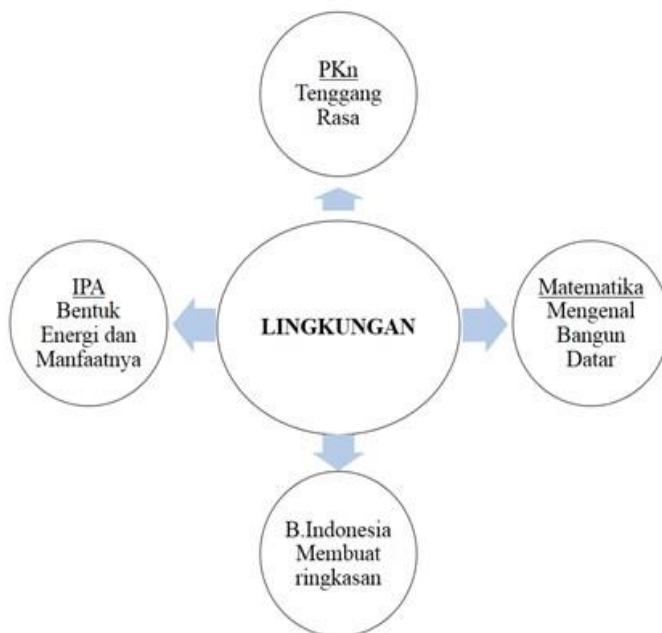 PKn
Tenggang
Rasa
IPA
Bentuk
Energi dan
Manfaatnya
LINGKUNGAN
Matematika
Mengenal
Bangun
Datar
B.Indonesia
Membuat
ringkasan